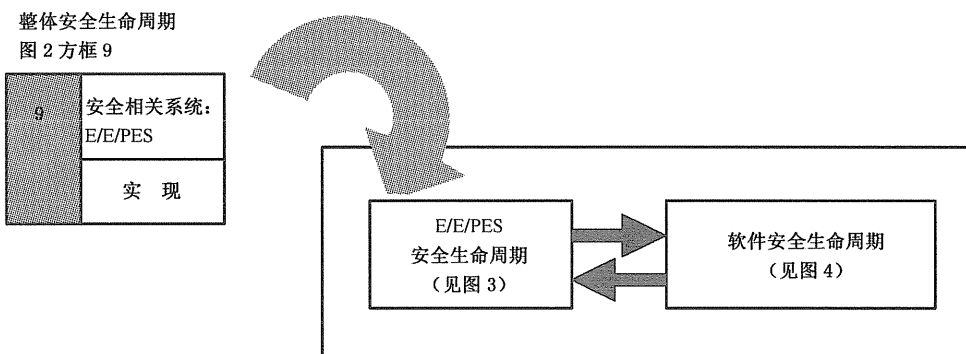 整体安全生命周期
图 2 方框 9
9
安全相关系统：
E/E/PES
实 现
E/E/PES
安全生命周期
（见图 3）
软件安全生命周期
（见图 4）